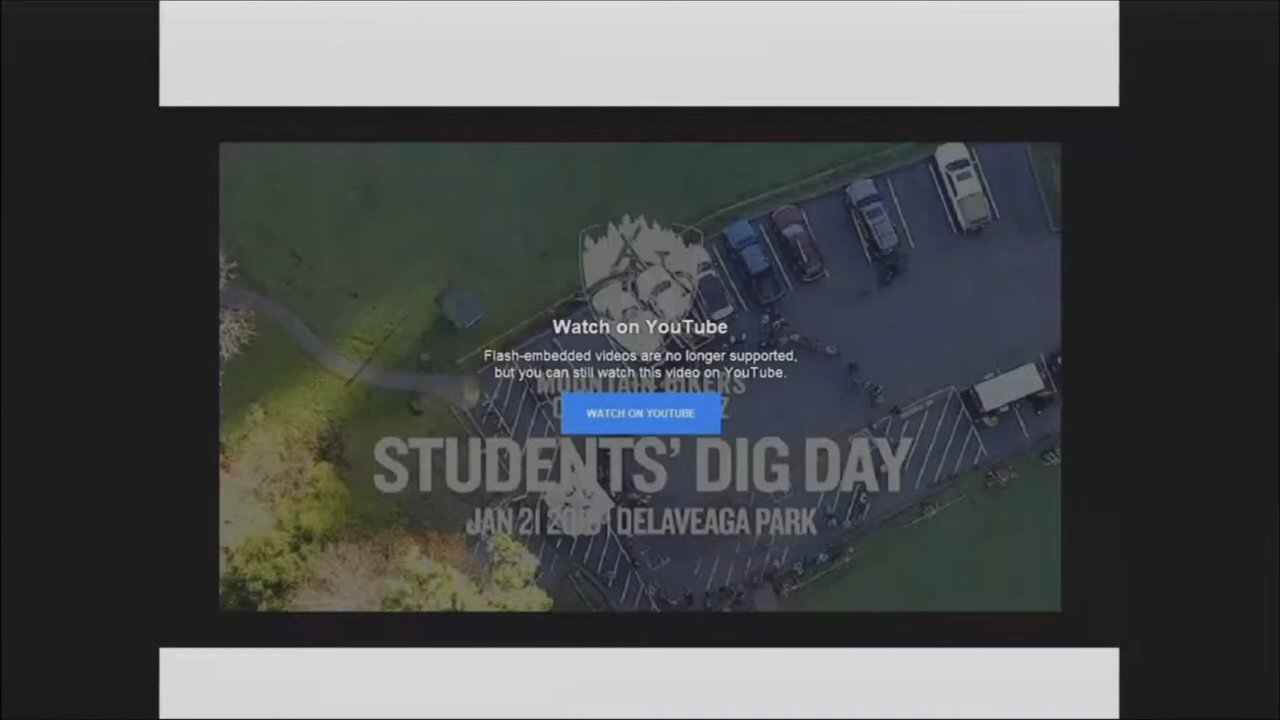 Watch on YouTube
Flash-embedded videos are no longer supported,
but you can still watch this video on YouTube.
MOUNTAIN BIKERS
WATCH ON YOUTUBE
STUDENTS' DIG DAY
JAN 21 DELAVEAGA PARK